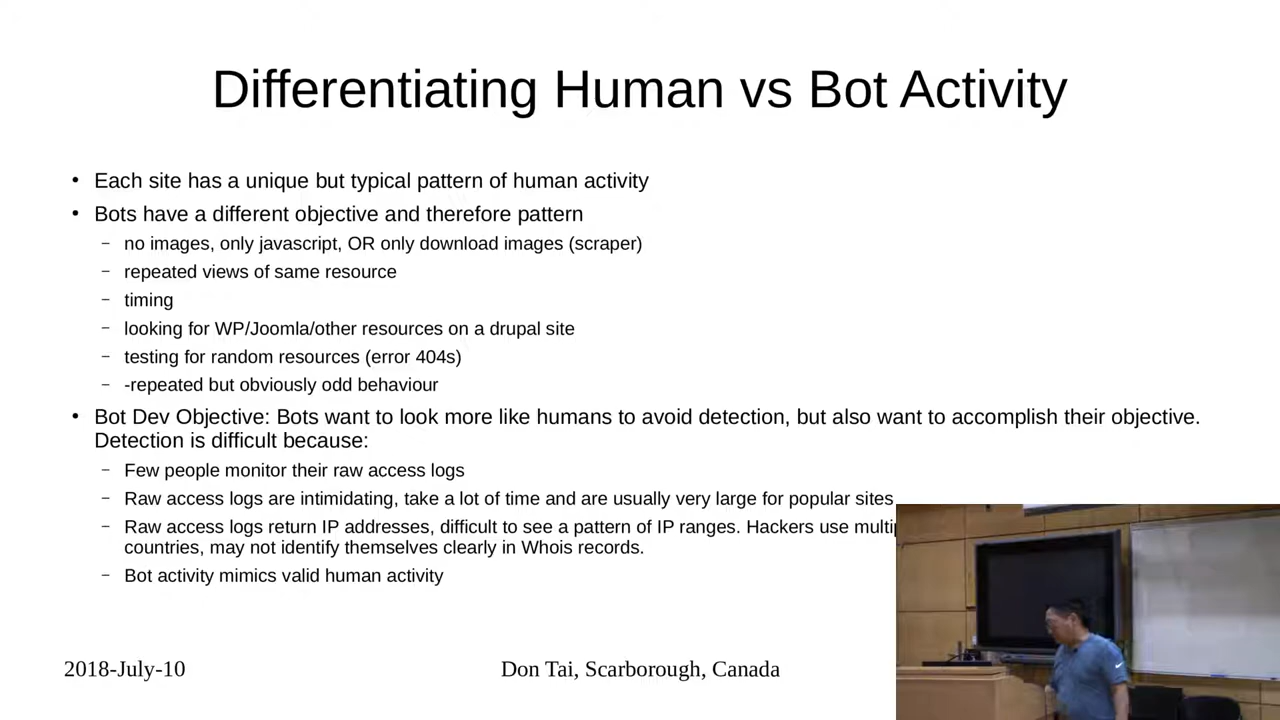 Differentiating Human vs Bot Activity
• Each site has a unique but typical pattern of human activity
• Bots have a different objective and therefore pattern
– no images, only javascript, OR only download images (scraper)
– repeated views of same resource
– timing
– looking for WP/Joomla/other resources on a drupal site
– testing for random resources (error 404s)
– -repeated but obviously odd behaviour
• Bot Dev Objective: Bots want to look more like humans to avoid detection, but also want to accomplish their objective.
Detection is difficult because:
– Few people monitor their raw access logs
– Raw access logs are intimidating, take a lot of time and are usually very large for popular sites
– Raw access logs return IP addresses, difficult to see a pattern of IP ranges. Hackers use
countries, may not identify themselves clearly in Whois records.
– Bot activity mimics valid human activity
2018-July-10
Don Tai, Scarborough, Canada